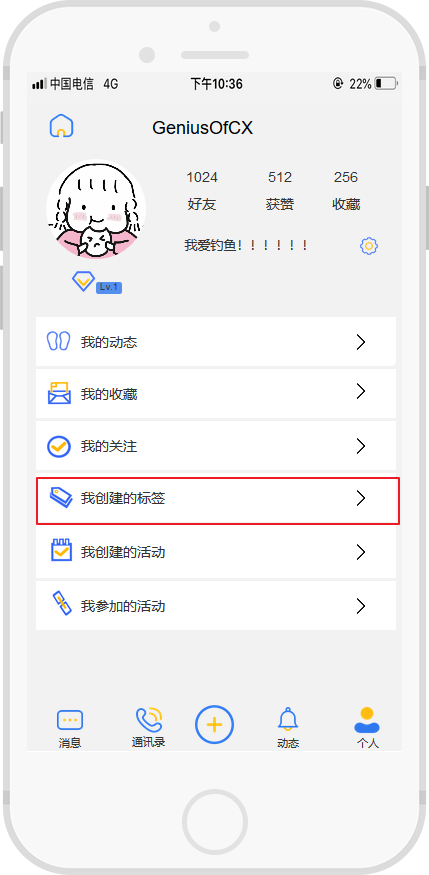 中国电信 4G 下午10:36 22%
GeniusOfCX
1024 512 256
好友 获赞 收藏
我爱钓鱼！！！！！！
Lv.1
我的动态
我的收藏
我的关注
我创建的标签
我创建的活动
我参加的活动
消息 通讯录 动态 个人